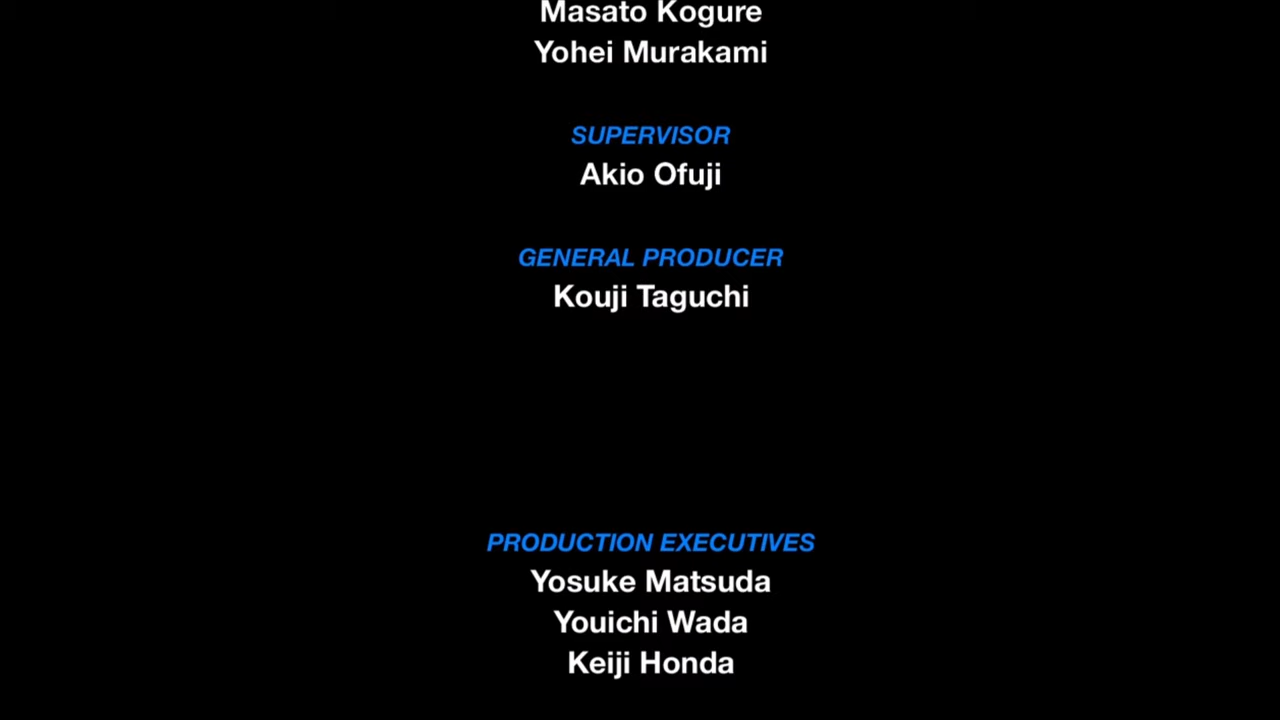 Masato Kogure
Yohei Murakami
SUPERVISOR
Akio Ofuji
GENERAL PRODUCER
Kouji Taguchi
PRODUCTION EXECUTIVES
Yosuke Matsuda
Youichi Wada
Keiji Honda